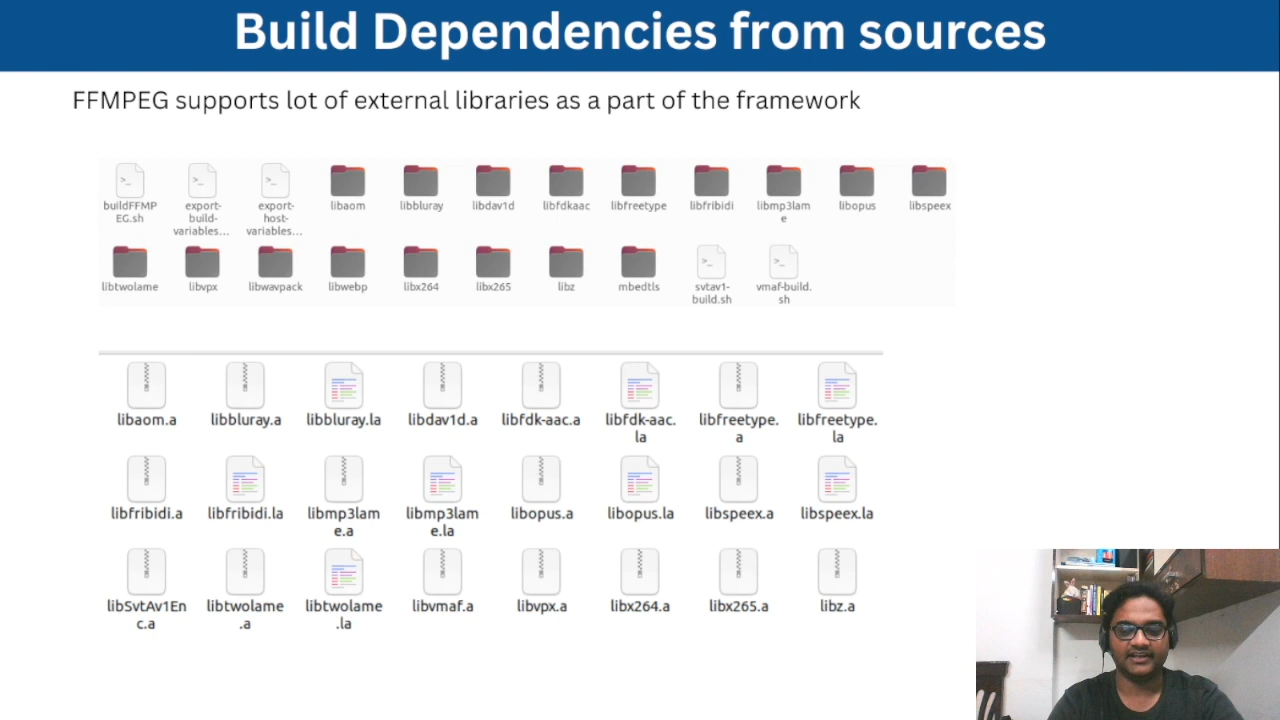 Build Dependencies from sources
FFMPEG supports lot of external libraries as a part of the framework
buildFFMP
EG.sh
export-
build-
variables...
export-
host-
variables...
libaom
libbluray
libdav1d
libfdkaac
libfreetype
libfribidi
libmp3lam
e
libopus
libspeex
libtwolame
libvpx
libwavpack
libwebp
libx264
libx265
libz
mbedtls
svtav1-
build.sh
vmaf-build.
sh
libaom.a
libbluray.a
libbluray.la
libdav1d.a
libfdk-aac.a
libfdk-aac.
la
libfreetype.
a
libfreetype.
la
libfribidi.a
libfribidi.la
libmp3lam
e.a
libmp3lam
e.la
libopus.a
libopus.la
libspeex.a
libspeex.la
libSvtAv1En
c.a
libtwolame
.a
libtwolame
.la
libvmaf.a
libvpx.a
libx264.a
libx265.a
libz.a